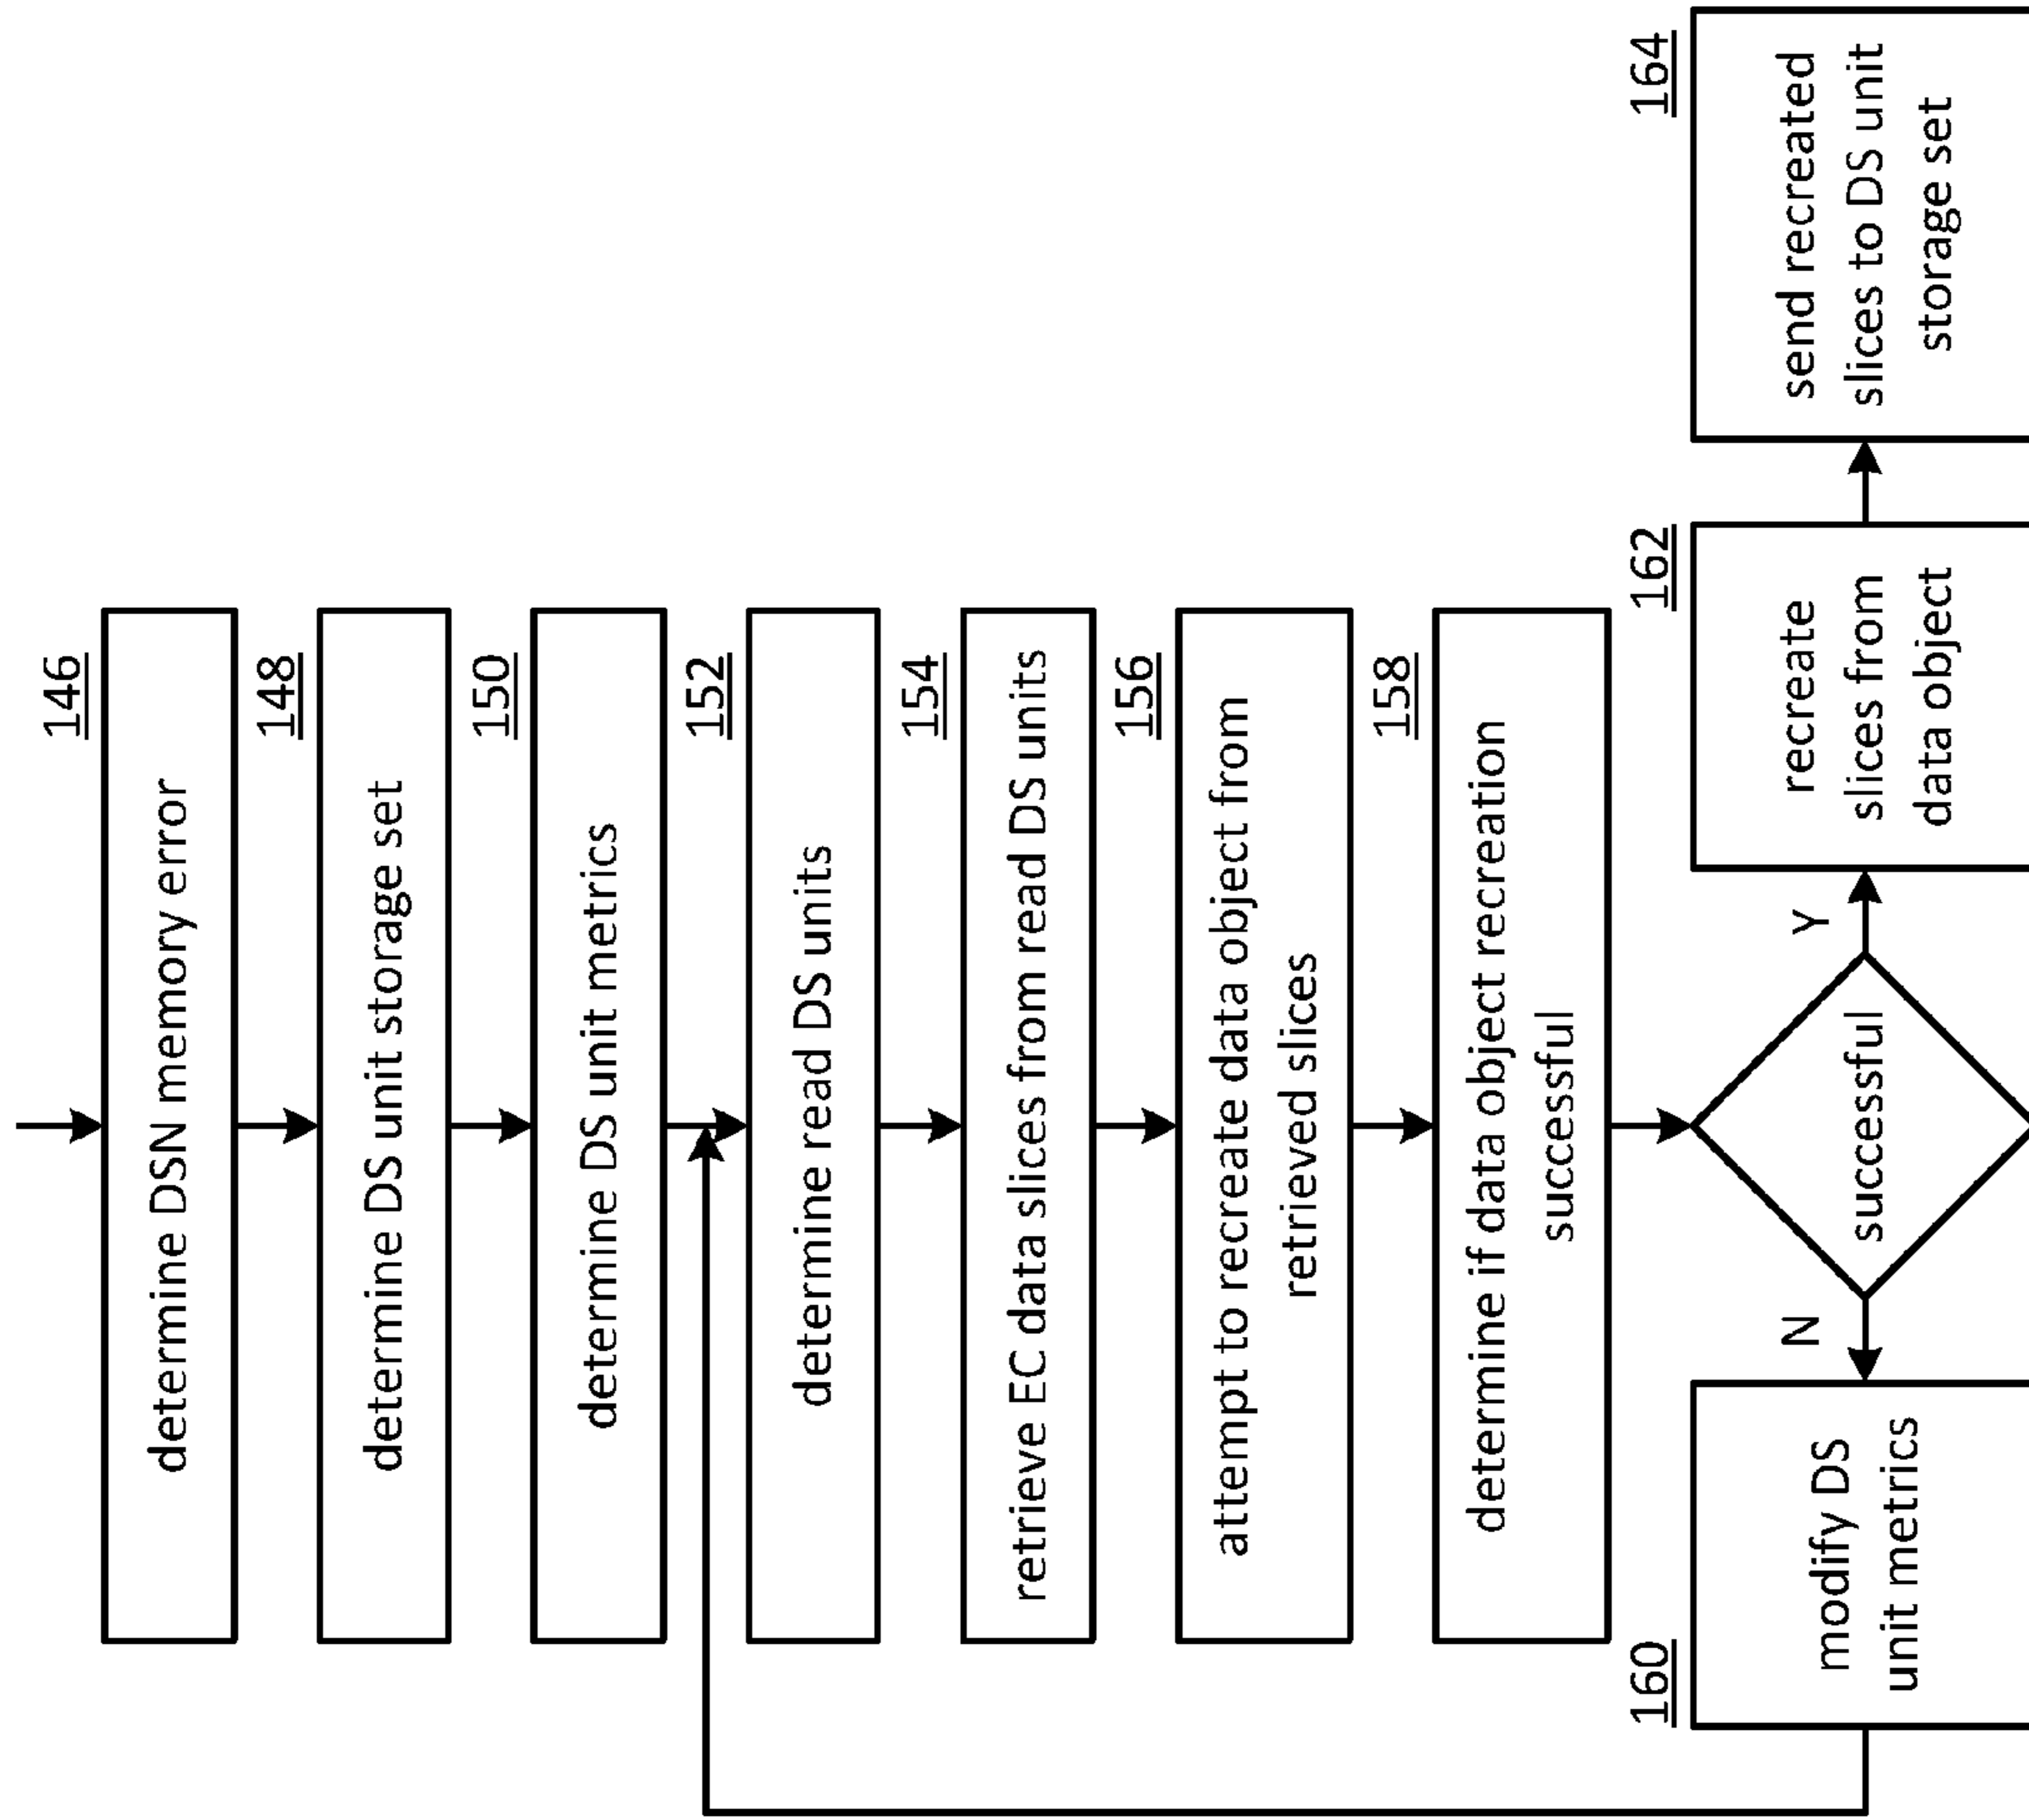 146
determine DSN memory error
148
determine DS unit storage set
150
determine DS unit metrics
152
determine read DS units
154
retrieve EC data slices from read DS units
156
attempt to recreate data object from
retrieved slices
158
determine if data object recreation
successful
successful
N
Y
160
modify DS
unit metrics
162
recreate
slices from
data object
164
send recreated
slices to DS unit
storage set